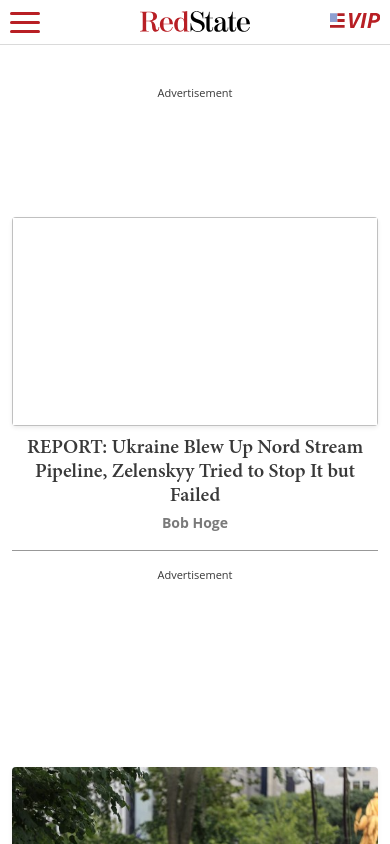 RedState
VIP
Advertisement
REPORT: Ukraine Blew Up Nord Stream
Pipeline, Zelenskyy Tried to Stop It but
Failed
Bob Hoge
Advertisement